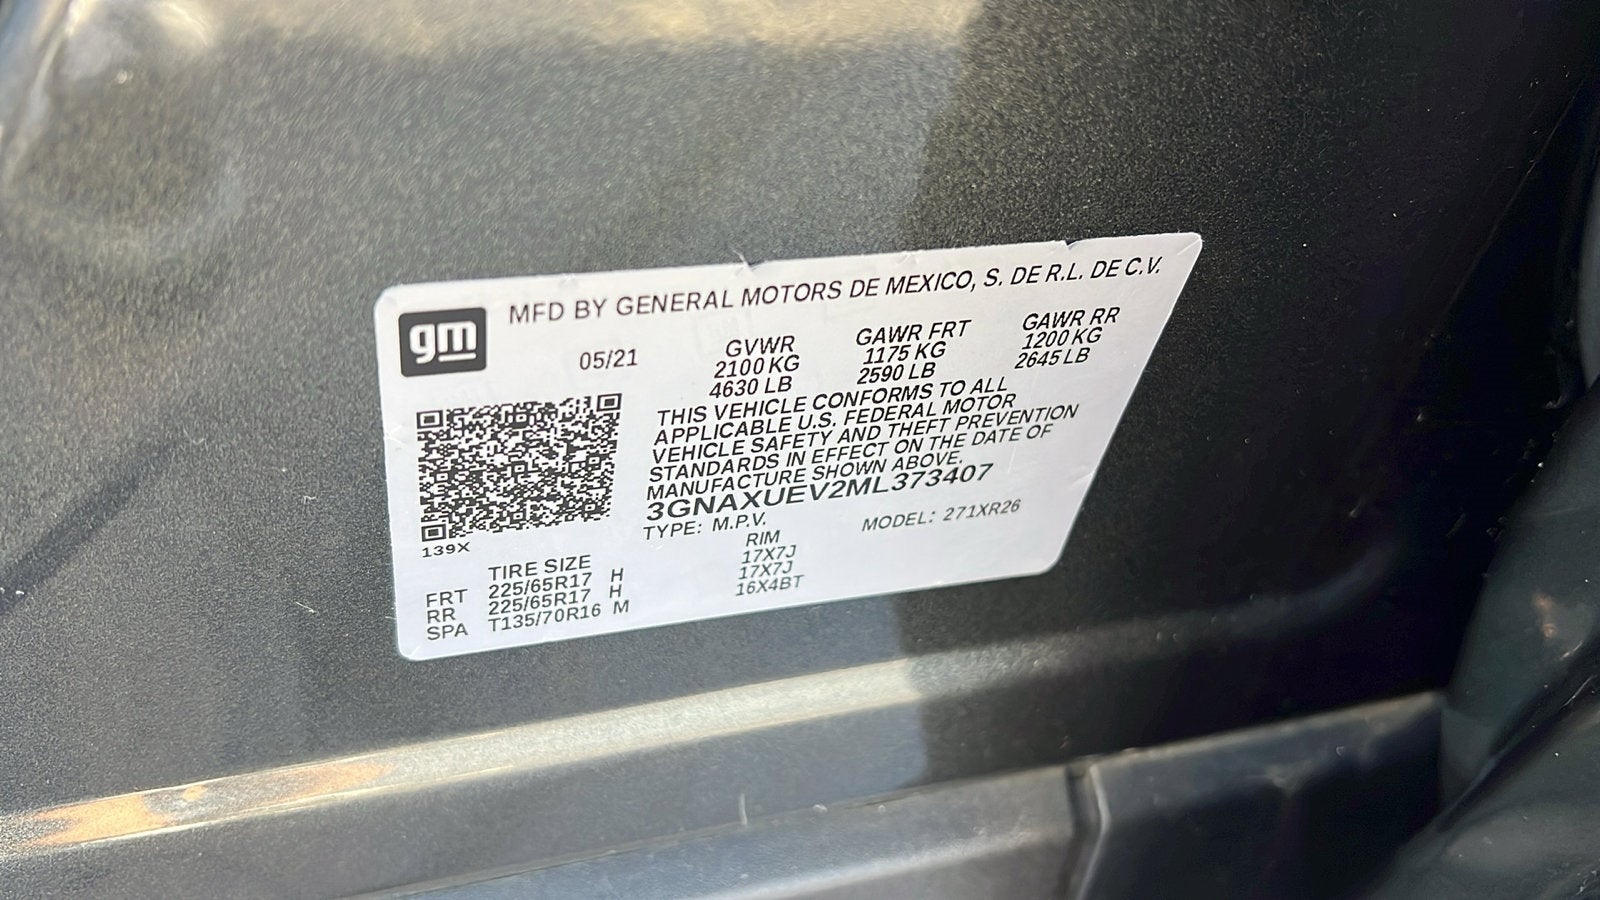 gm
MFD BY GENERAL MOTORS DE MEXICO, S. DE R.L. DE C.V.
05/21 GVWR GAWR FRT GAWR RR
2100 KG 1175 KG 1200 KG
4630 LB 2590 LB 2645 LB
THIS VEHICLE CONFORMS TO ALL
APPLICABLE U.S. FEDERAL MOTOR
VEHICLE SAFETY AND THEFT PREVENTION
STANDARDS IN EFFECT ON THE DATE OF
MANUFACTURE SHOWN ABOVE.
3GNAXUEV2ML373407
TYPE: M.P.V. MODEL: 271XR26
139X
TIRE SIZE RIM
FRT 225/65R17 H 17X7J
RR 225/65R17 H 17X7J
SPA T135/70R16 M 16X4BT